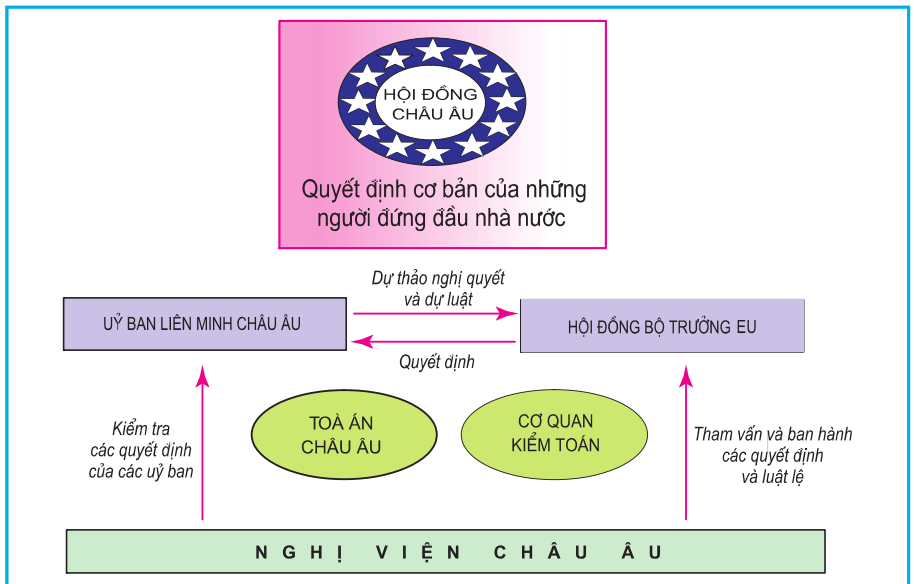 HỘI ĐỒNG
CHÂU ÂU
Quyết định cơ bản của những
người đứng đầu nhà nước
Dự thảo nghị quyết
và dự luật
UỶ BAN LIÊN MINH CHÂU ÂU
HỘI ĐỒNG BỘ TRƯỞNG EU
Quyết định
Kiểm tra
các quyết định
của các uỷ ban
TOÀ ÁN
CHÂU ÂU
CƠ QUAN
KIỂM TOÁN
Tham vấn và ban hành
các quyết định
và luật lệ
NGHỊ VIỆN CHÂU ÂU